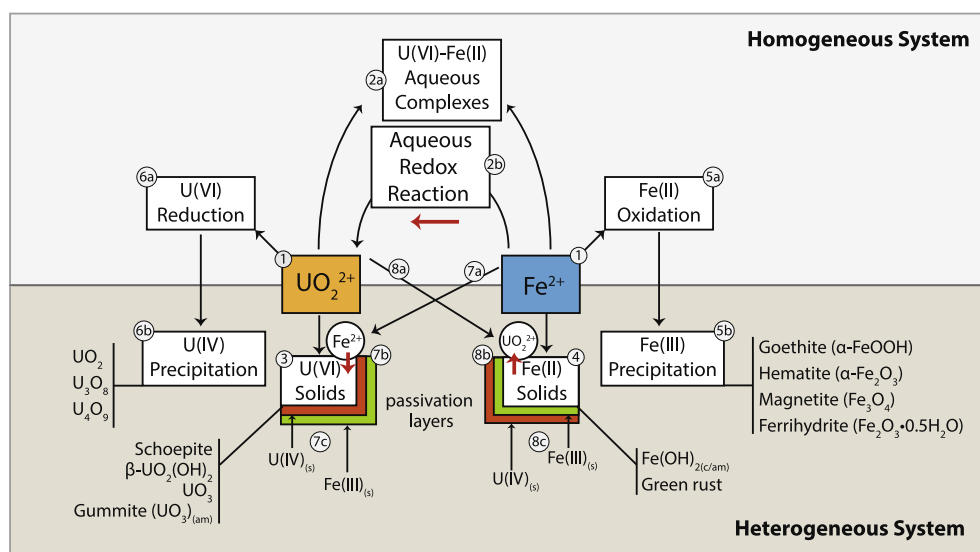 Homogeneous System
2a
U(VI)-Fe(II)
Aqueous
Complexes
Aqueous
Redox
Reaction
2b
6a
U(VI)
Reduction
5a
Fe(II)
Oxidation
1
UO₂²⁺
8a
7a
1
Fe²⁺
6b
U(IV)
Precipitation
UO₂
U₃O₈
U₄O₉
Fe²⁺
3
7b
U(VI)
Solids
passivation
layers
UO₂²⁺
8b
4
Fe(II)
Solids
5b
Fe(III)
Precipitation
Goethite (α-FeOOH)
Hematite (α-Fe₂O₃)
Magnetite (Fe₃O₄)
Ferrihydrite (Fe₂O₃•0.5H₂O)
7c
U(IV)(s)
Fe(III)(s)
8c
Fe(III)(s)
U(IV)(s)
Schoepite
β-UO₂(OH)₂
UO₃
Gummite (UO₃)(am)
Fe(OH)₂(c/am)
Green rust
Heterogeneous System